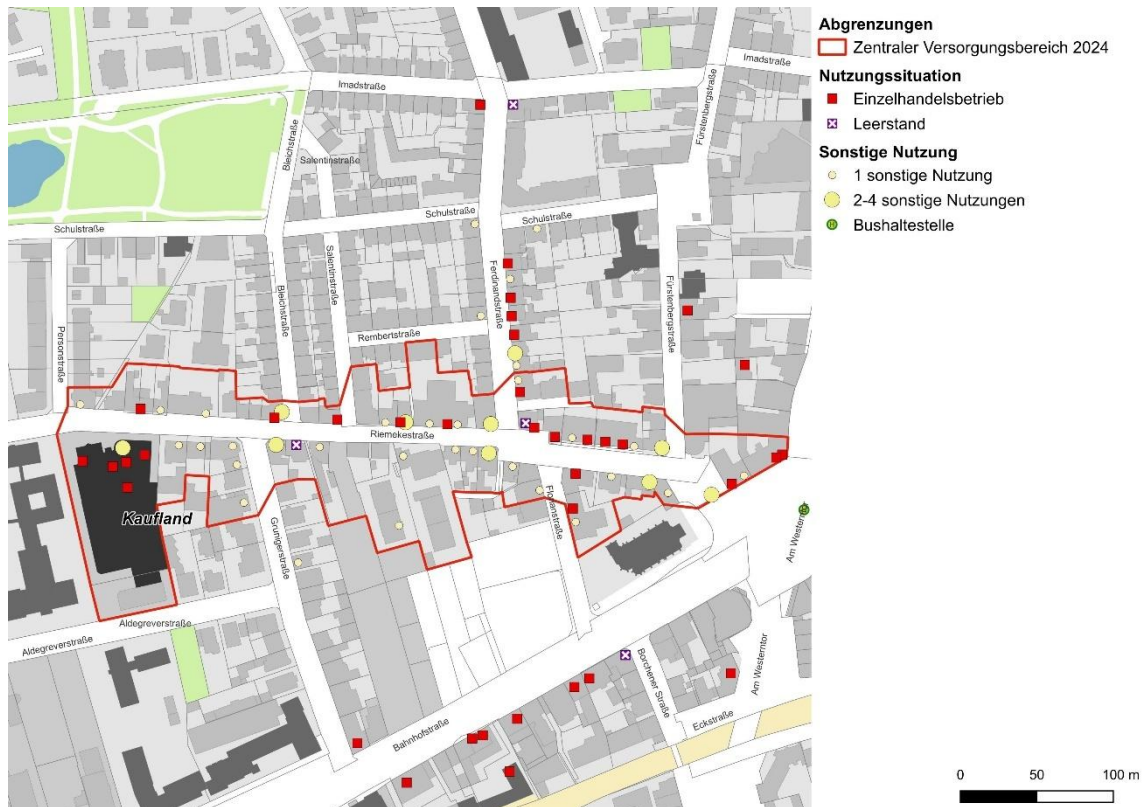 Abgrenzungen
Zentraler Versorgungsbereich 2024
Nutzungssituation
Einzelhandelsbetrieb
Leerstand
Sonstige Nutzung
1 sonstige Nutzung
2-4 sonstige Nutzungen
Bushaltestelle
Imadstraße
Imadstraße
Fürstenbergstraße
Bleichstraße
Salentinstraße
Schulstraße
Schulstraße
Schulstraße
Salentinstraße
Ferdinandstraße
Fürstenbergstraße
Bleichstraße
Personstraße
Rembertstraße
Riemekestraße
Kaufland
Florianstraße
Grunigerstraße
Am Westerntor
Aldegreverstraße
Aldegreverstraße
Borchener Straße
Am Westerntor
Eckstraße
Bahnhofstraße
0 50 100 m